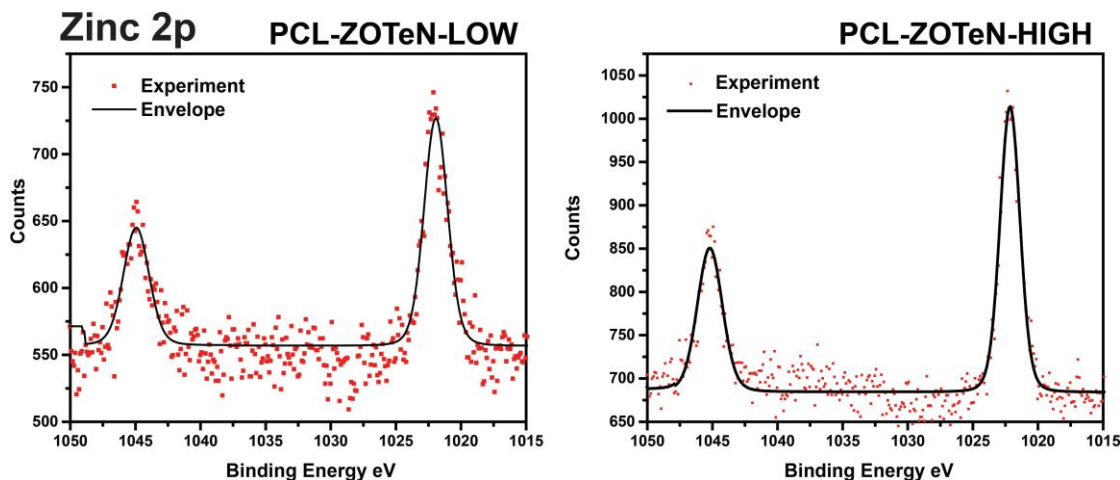 Zinc 2p
PCL-ZOTeN-LOW
Experiment
Envelope
750
700
650
600
550
500
Counts
1050
1045
1040
1035
1030
1025
1020
1015
Binding Energy eV
PCL-ZOTeN-HIGH
Experiment
Envelope
1050
1000
950
900
850
800
750
700
650
Counts
1050
1045
1040
1035
1030
1025
1020
1015
Binding Energy eV